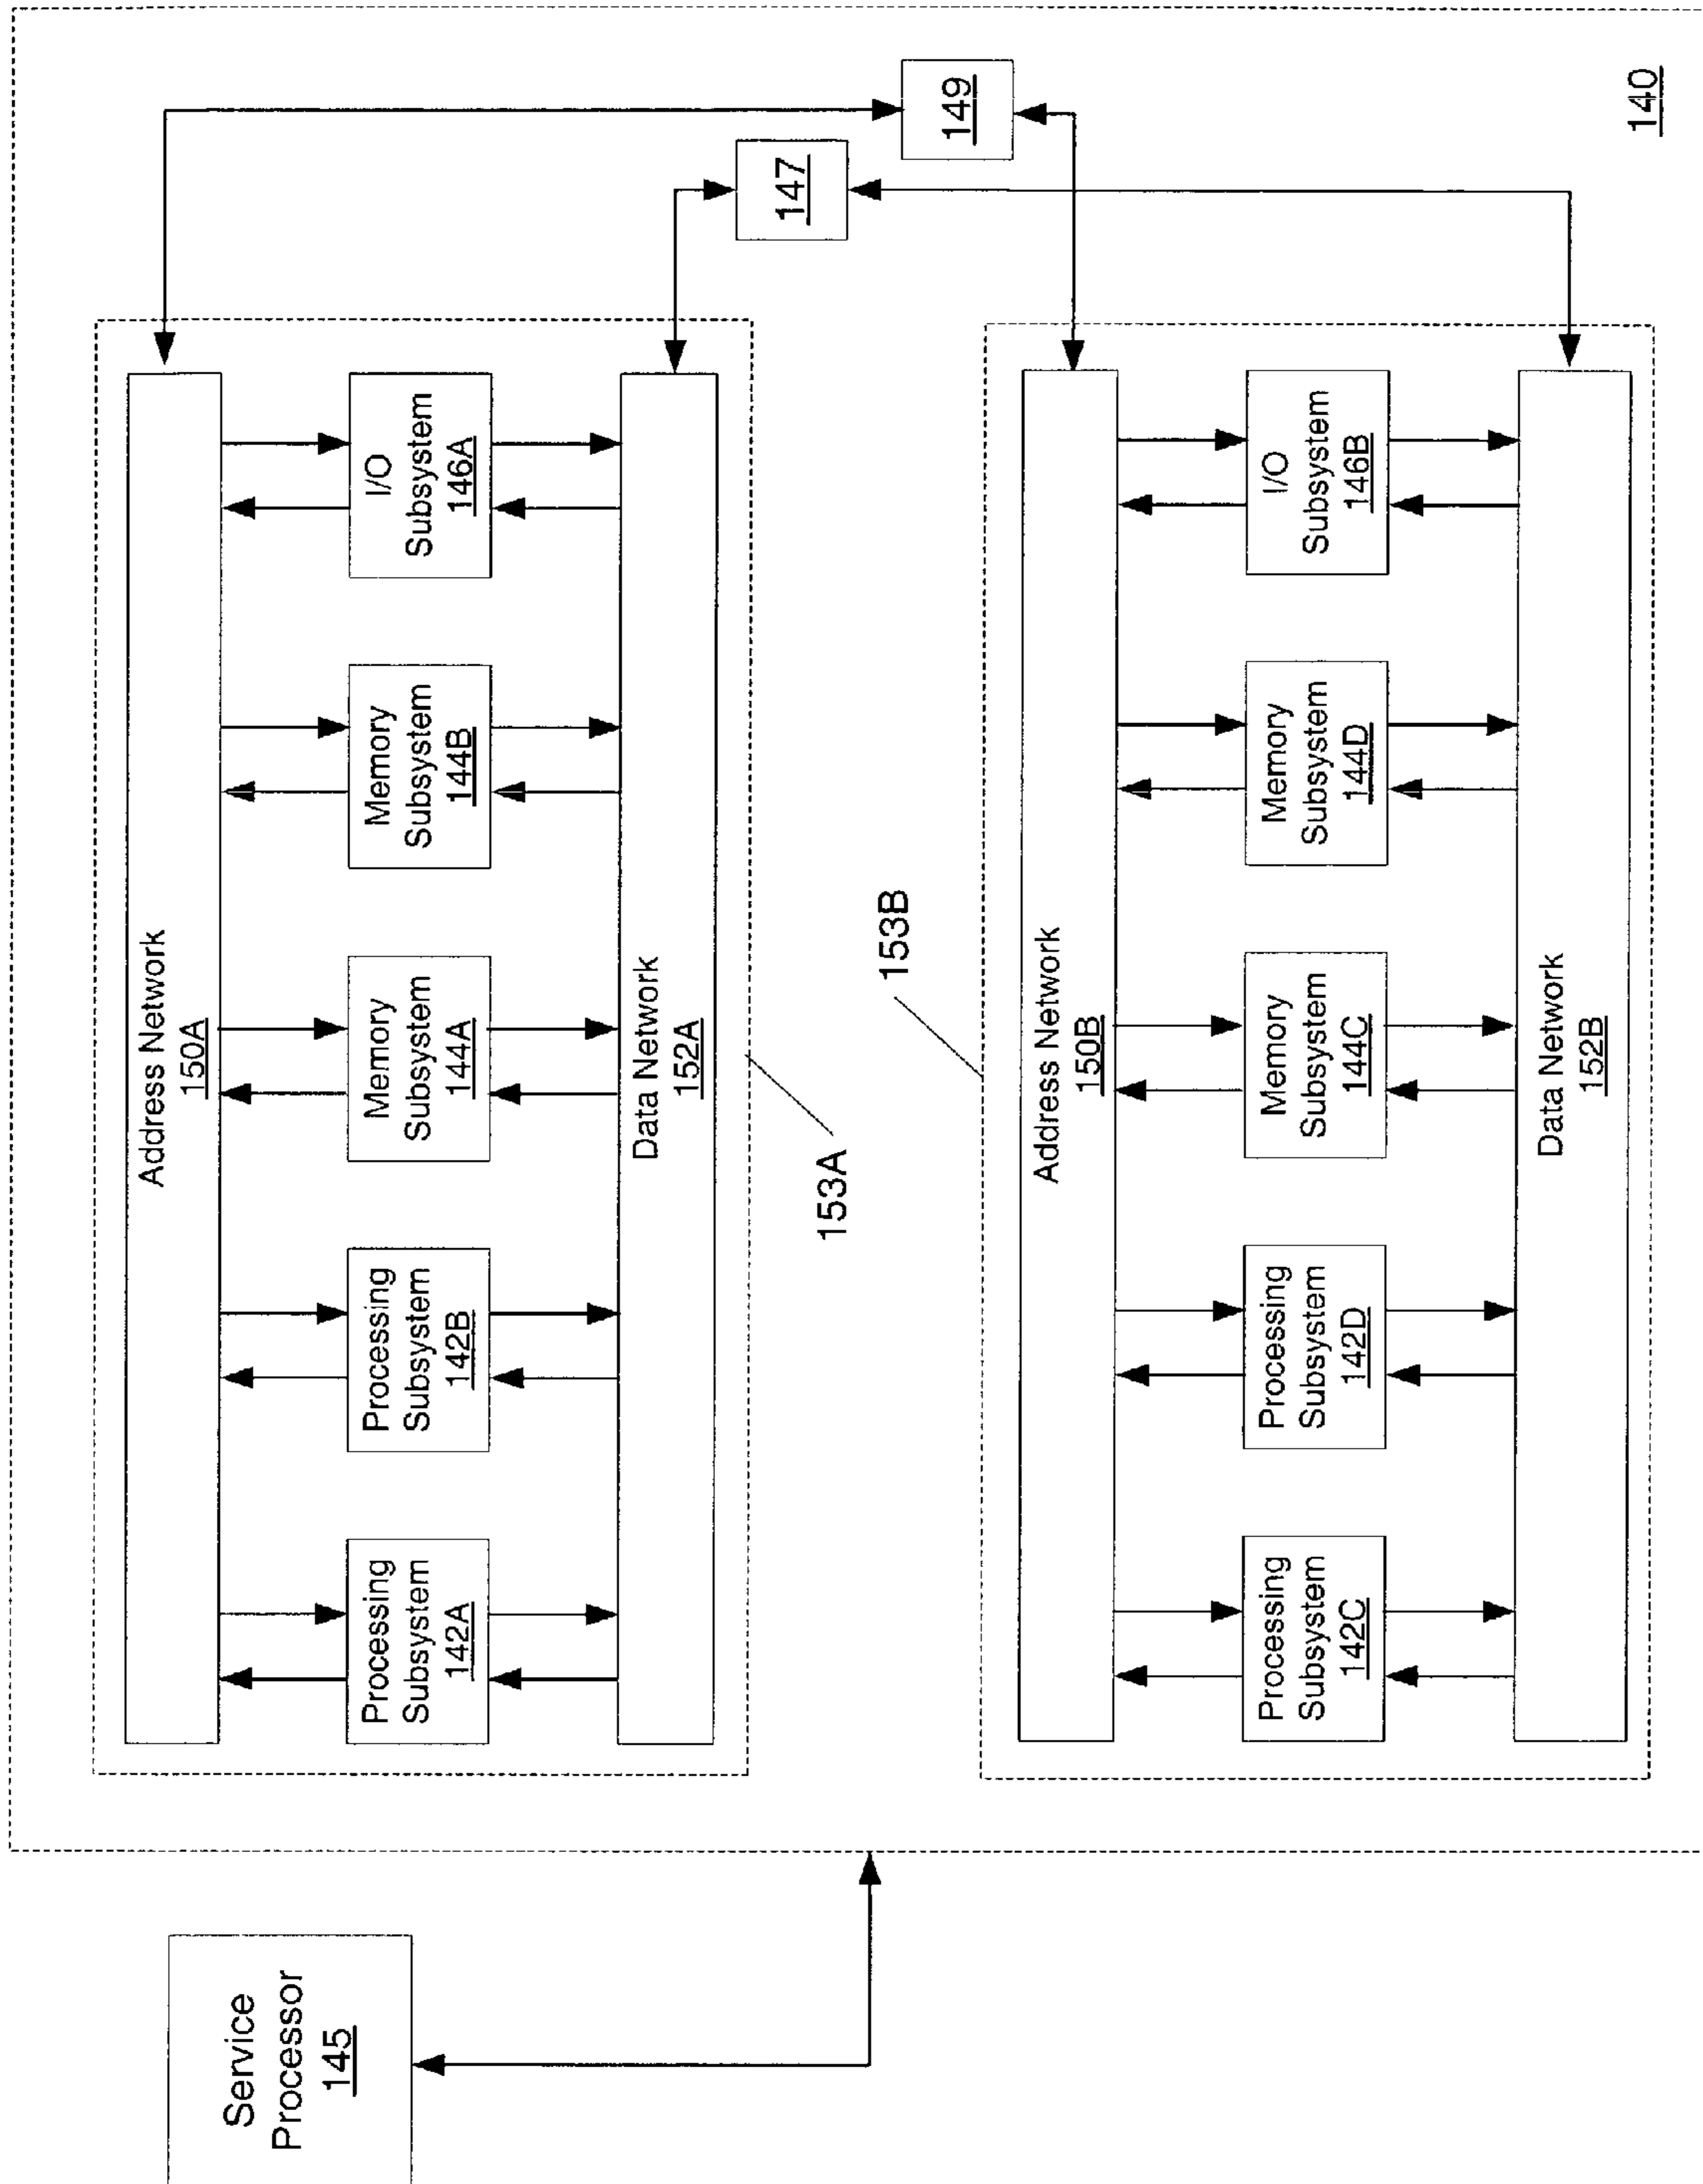 Service
Processor
145
Address Network
150A
Processing
Subsystem
142A
Processing
Subsystem
142B
Memory
Subsystem
144A
Memory
Subsystem
144B
I/O
Subsystem
146A
Data Network
152A
153A
147
149
153B
Address Network
150B
Processing
Subsystem
142C
Processing
Subsystem
142D
Memory
Subsystem
144C
Memory
Subsystem
144D
I/O
Subsystem
146B
Data Network
152B
140